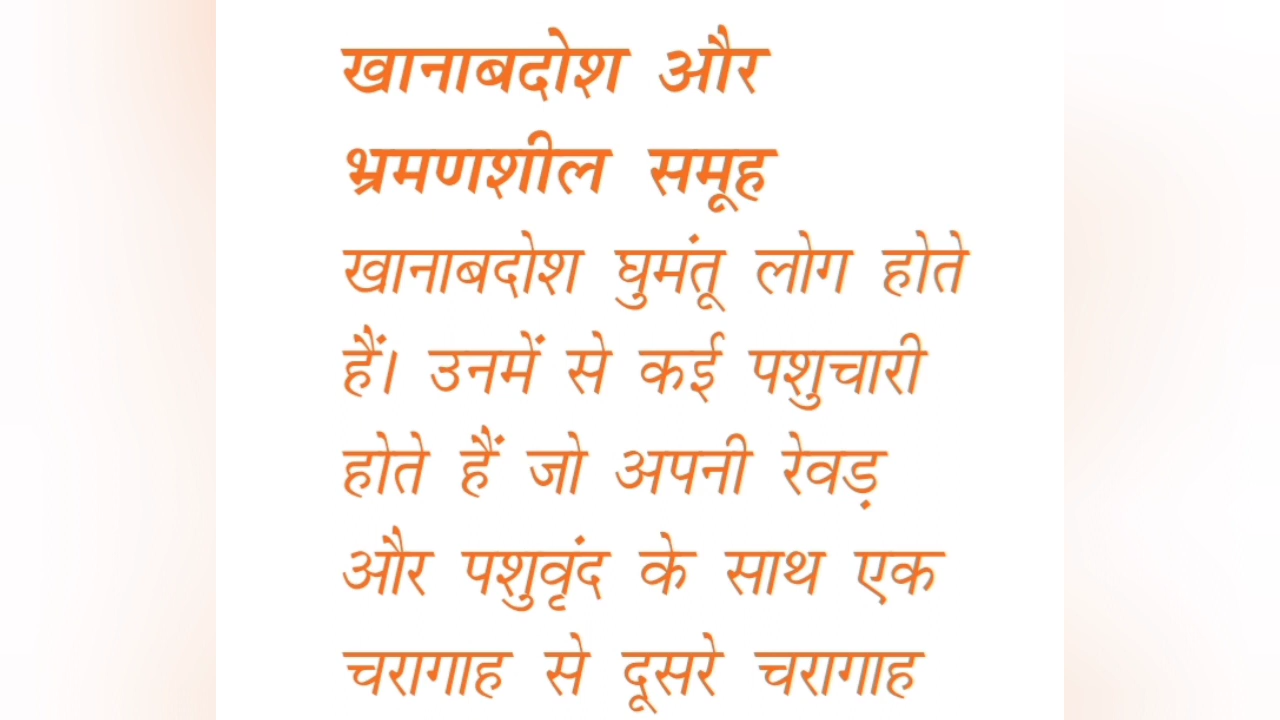 खानाबदोश और
भ्रमणशील समूह
खानाबदोश घुमंतू लोग होते
हैं। उनमें से कई पशुचारी
होते हैं जो अपनी रेवड़
और पशुवृंद के साथ एक
चरागाह से दूसरे चरागाह